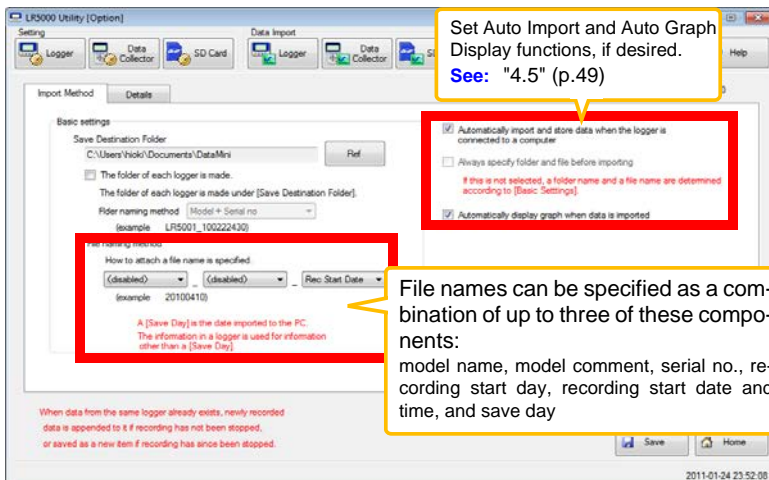 LR5000 Utility [Option]
Setting
Data Import
Logger
Data Collector
SD Card
Logger
Data Collector
Help
Set Auto Import and Auto Graph
Display functions, if desired.
See: "4.5" (p.49)
Import Method
Details
Basic settings
Save Destination Folder
C:\Users\hioki\Documents\DataMini
Ref
The folder of each logger is made.
The folder of each logger is made under [Save Destination Folder].
Flder naming method
Model + Serial no
(example LR5001_100222430)
File naming method
How to attach a file name is specified.
(disabled) _ (disabled) _ Rec Start Date
(example 20100410)
A [Save Day] is the date imported to the PC.
The information in a logger is used for information
other than a [Save Day].
Automatically import and store data when the logger is
connected to a computer
Always specify folder and file before importing
If this is not selected, a folder name and a file name are determined
according to [Basic Settings].
Automatically display graph when data is imported
File names can be specified as a com-
bination of up to three of these compo-
nents:
model name, model comment, serial no., re-
cording start day, recording start date and
time, and save day
When data from the same logger already exists, newly recorded
data is appended to it if recording has not been stopped,
or saved as a new item if recording has since been stopped.
Save
Home
2011-01-24 23:52:08